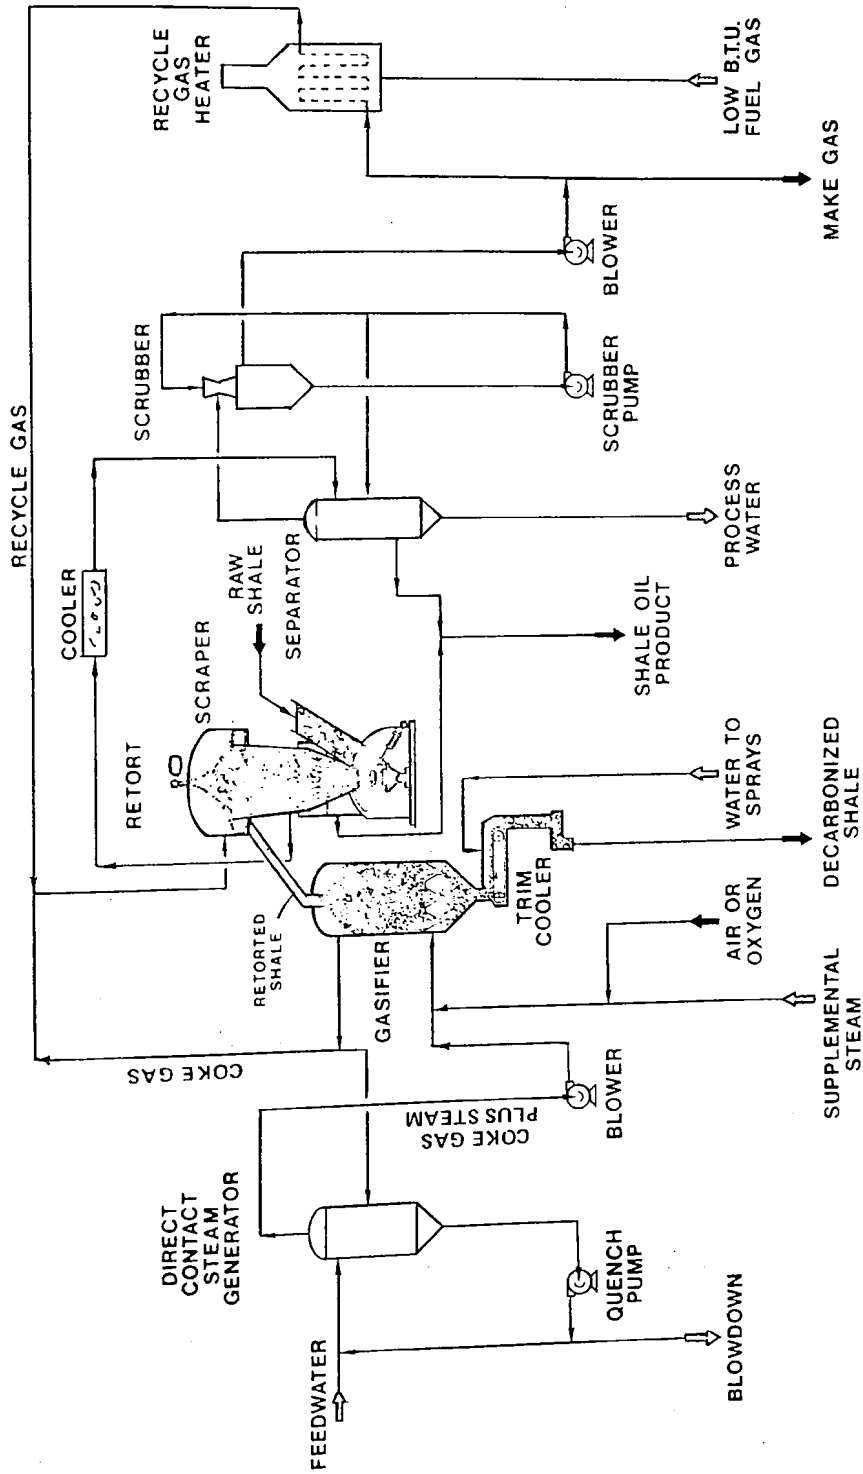 RECYCLE GAS
RECYCLE
GAS
HEATER
LOW B.T.U.
FUEL GAS
MAKE GAS
BLOWER
SCRUBBER
SCRUBBER
PUMP
COOLER
SEPARATOR
PROCESS
WATER
RAW
SHALE
SCRAPER
RETORT
SHALE OIL
PRODUCT
RETORTED
SHALE
GASIFIER
TRIM
COOLER
WATER TO
SPRAYS
DECARBONIZED
SHALE
AIR OR
OXYGEN
SUPPLEMENTAL
STEAM
COKE GAS
COKE GAS
PLUS STEAM
BLOWER
DIRECT
CONTACT
STEAM
GENERATOR
QUENCH
PUMP
FEEDWATER
BLOWDOWN